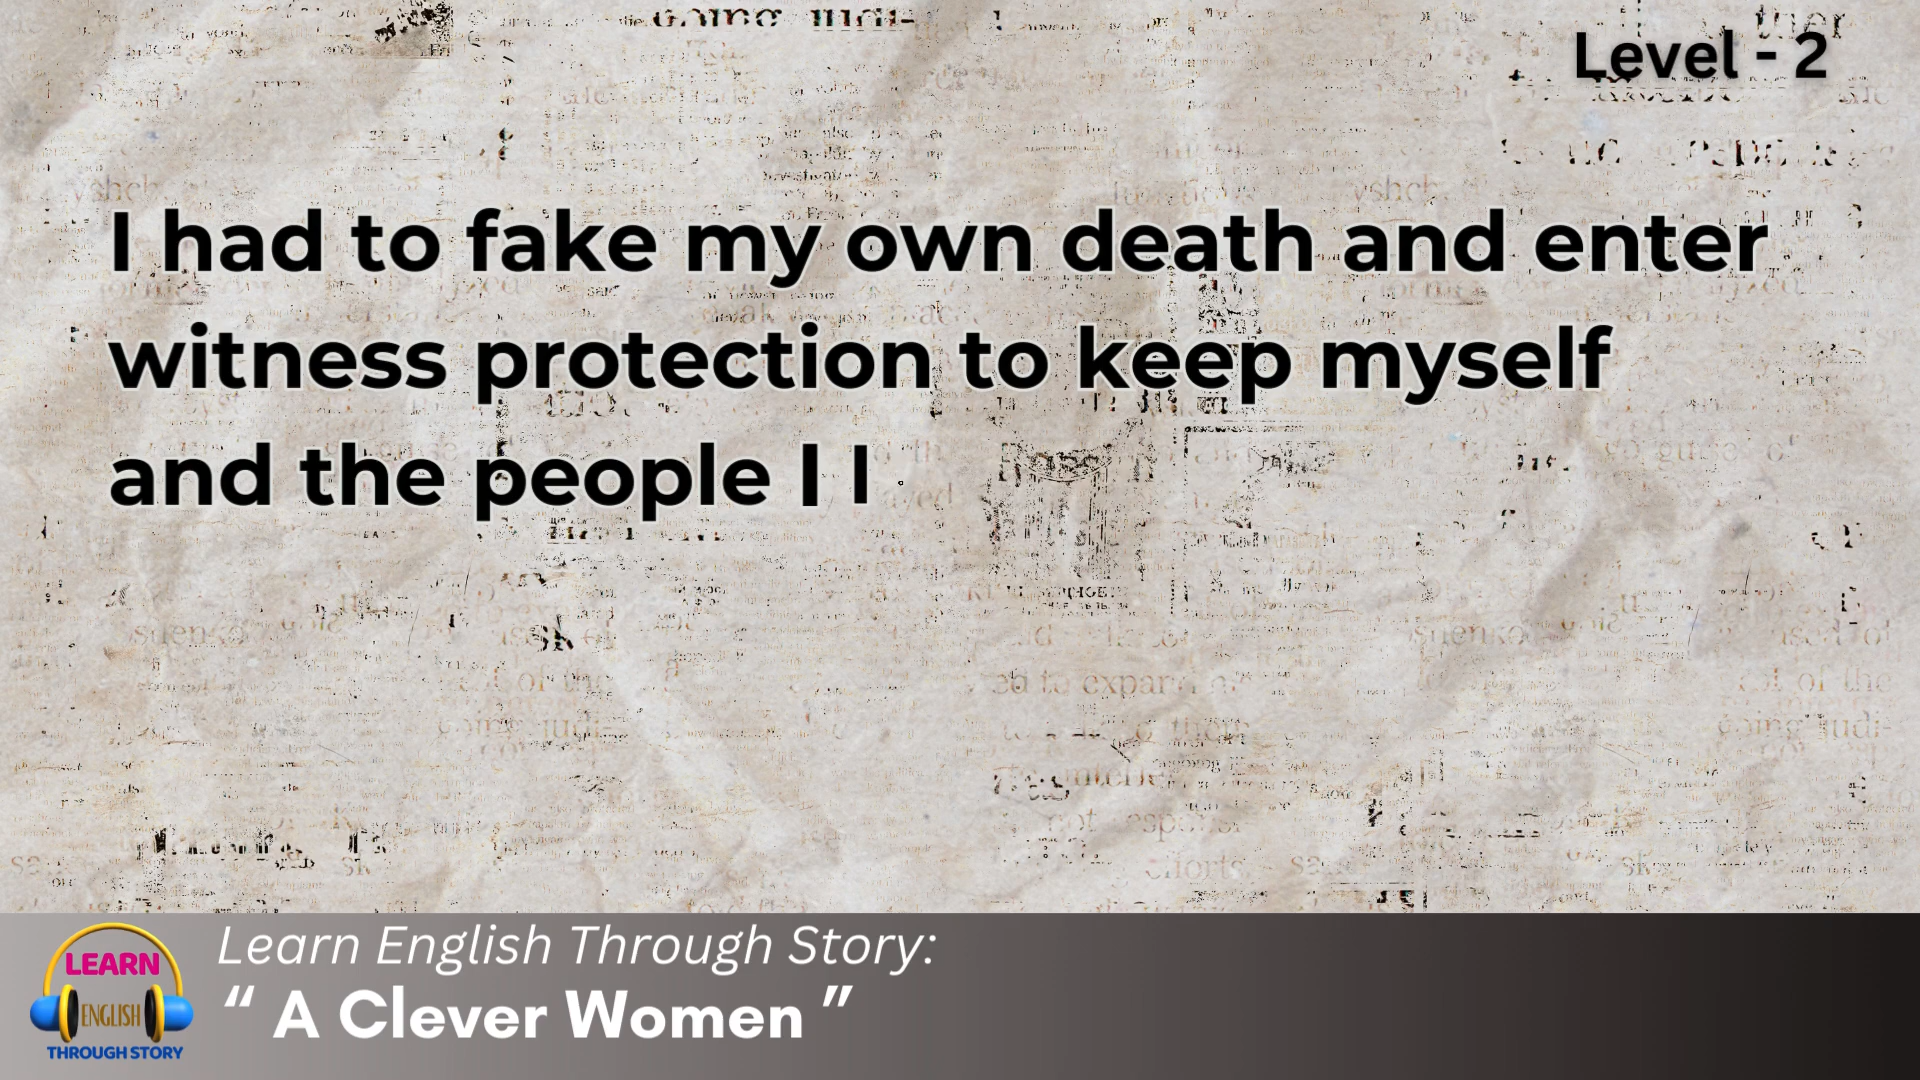 Level - 2
I had to fake my own death and enter
witness protection to keep myself
and the people I I
LEARN
ENGLISH
THROUGH STORY
Learn English Through Story:
“ A Clever Women ”